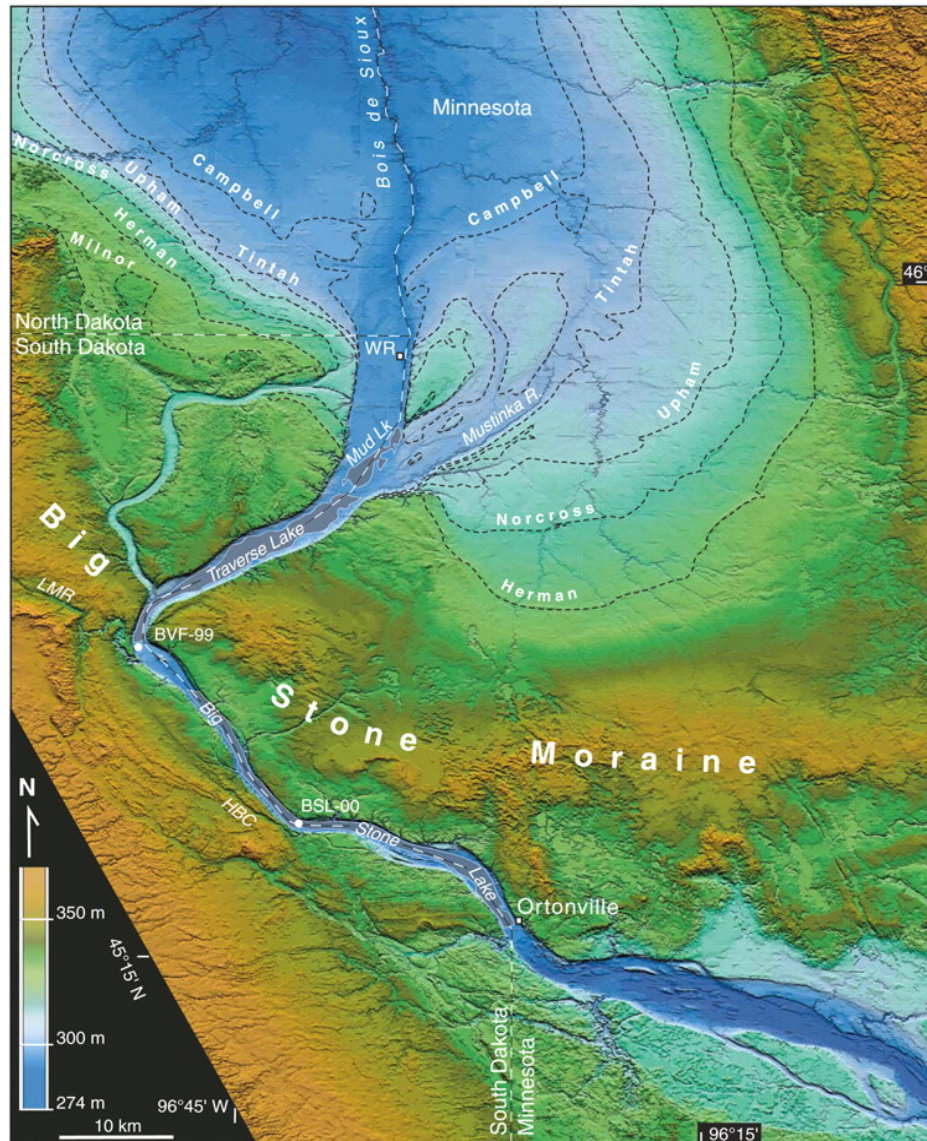 Bois de Sioux
Minnesota
Norcross
Upham
Campbell
Campbell
Herman
Milnor
Tintah
Tintah
46°
North Dakota
South Dakota
WR
Mud Lk
Mustinka R.
Upham
Traverse Lake
Norcross
Herman
Big
LMR
BVF-99
Big
Stone
Moraine
N
HBC
BSL-00
Stone
Lake
Ortonville
350 m
45°15' N
300 m
274 m
96°45' W
10 km
South Dakota
Minnesota
96°15'